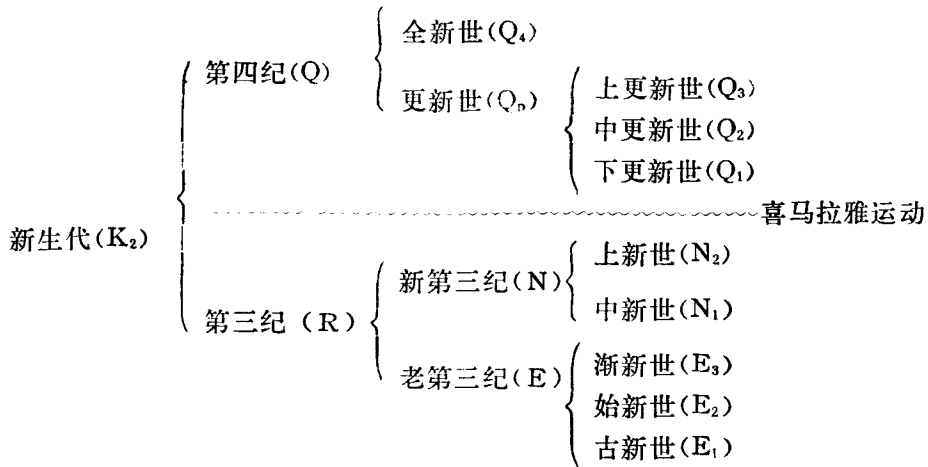 全新世(Q₄)
第四纪(Q)
更新世(Qₚ)
上更新世(Q₃)
中更新世(Q₂)
下更新世(Q₁)
喜马拉雅运动
新生代(K₂)
上新世(N₂)
新第三纪(N)
中新世(N₁)
第三纪(R)
渐新世(E₃)
老第三纪(E)
始新世(E₂)
古新世(E₁)